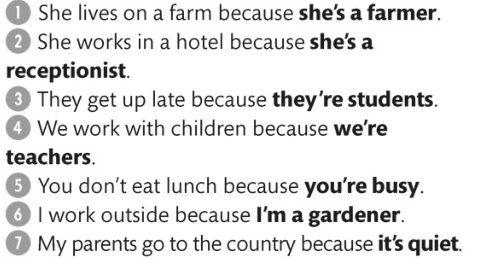 1 She lives on a farm because she's a farmer.
2 She works in a hotel because she's a
receptionist.
3 They get up late because they're students.
4 We work with children because we're
teachers.
5 You don't eat lunch because you're busy.
6 I work outside because I'm a gardener.
7 My parents go to the country because it's quiet.